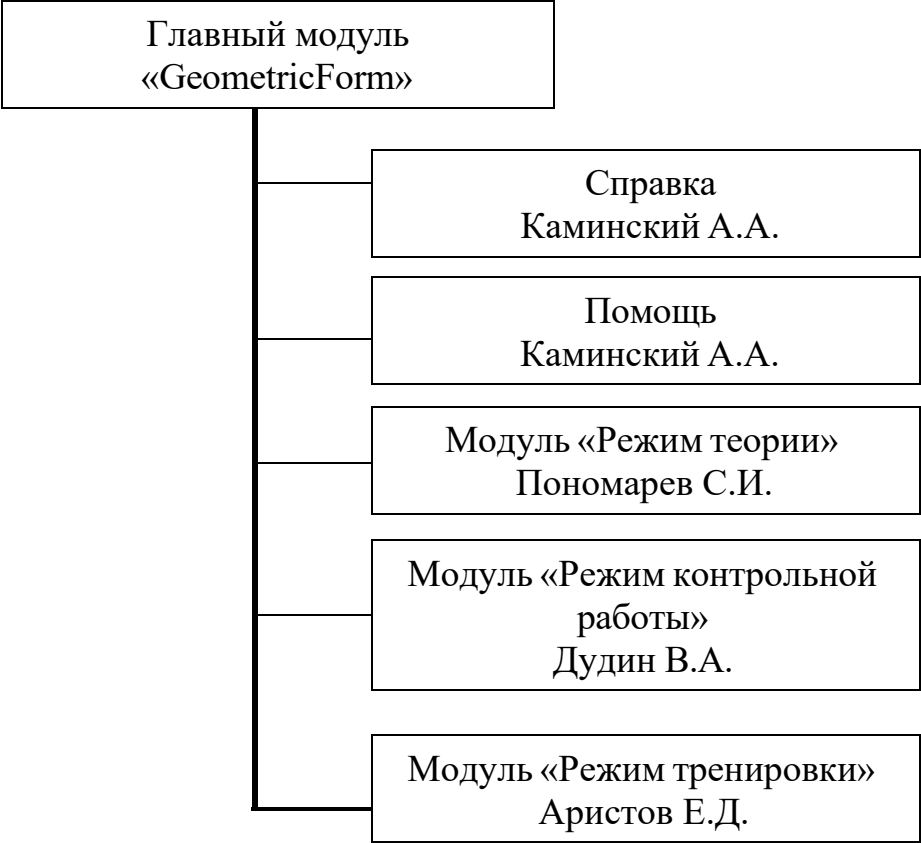 Главный модуль
«GeometricForm»
Справка
Каминский А.А.
Помощь
Каминский А.А.
Модуль «Режим теории»
Пономарев С.И.
Модуль «Режим контрольной
работы»
Дудин В.А.
Модуль «Режим тренировки»
Аристов Е.Д.